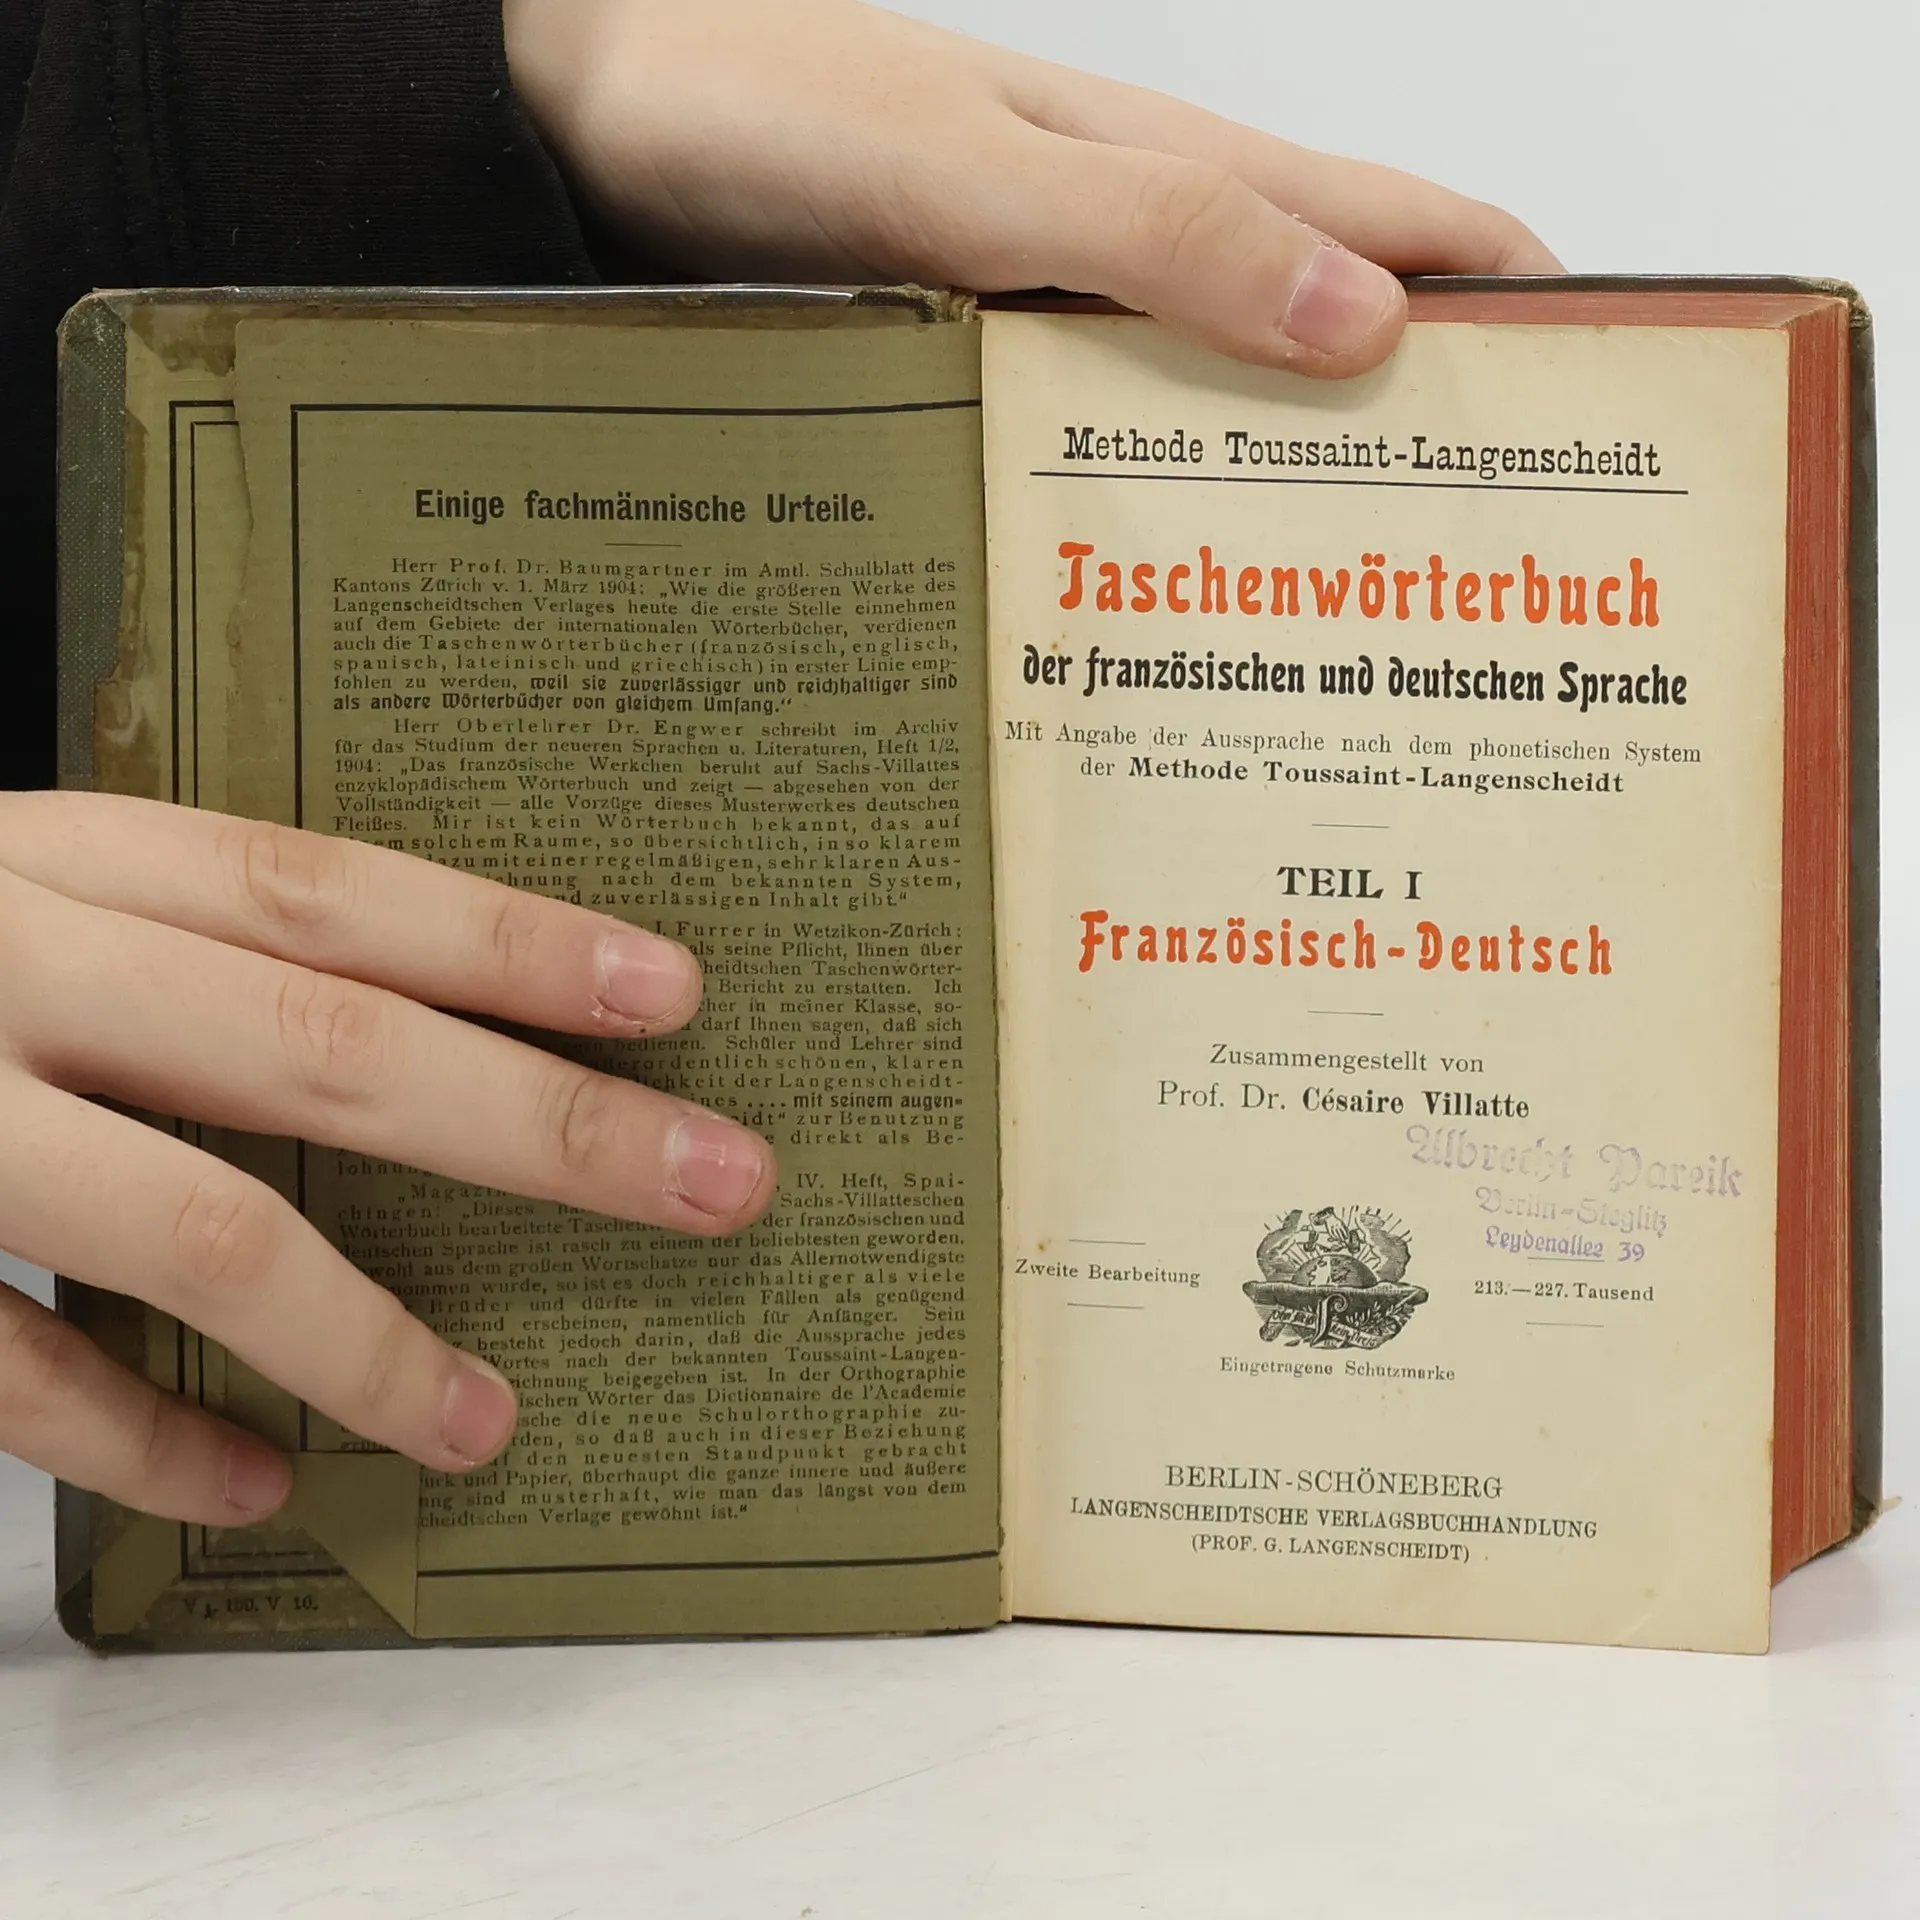 Einige fachmännische Urteile.
Herr Prof. Dr. Baumgartner im Amtl. Schulblatt des
Kantons Zürich v. 1. März 1904: „Wie die größeren Werke des
Langenscheidtschen Verlages heute die erste Stelle einnehmen
auf dem Gebiete der internationalen Wörterbücher, verdienen
auch die Taschenwörterbücher (französisch, englisch,
spanisch, lateinisch und griechisch) in erster Linie emp-
fohlen zu werden, weil sie zuverlässiger und reichhaltiger sind
als andere Wörterbücher von gleichem Umfang.“
Herr Oberlehrer Dr. Engwer schreibt im Archiv
für das Studium der neueren Sprachen u. Literaturen, Heft 1/2,
1904: „Das französische Werkchen beruht auf Sachs-Villattes
enzyklopädischem Wörterbuch und zeigt — abgesehen von der
Vollständigkeit — alle Vorzüge dieses Musterwerkes deutschen
Fleißes. Mir ist kein Wörterbuch bekannt, das auf
solchem Raume, so übersichtlich, in so klarem
dazu mit einer regelmäßigen, sehr klaren Aus-
nach dem bekannten System,
zuverlässigen Inhalt gibt.“
I. Furrer in Wetzikon-Zürich:
als seine Pflicht, Ihnen über
Taschenwörter-
Bericht zu erstatten. Ich
in meiner Klasse, so-
darf Ihnen sagen, daß sich
bedienen. Schüler und Lehrer sind
schönen, klaren
der Langenscheidt-
.... mit seinem augen-
zur Benutzung
direkt als Be-
lohnung
„Magazin IV. Heft, Spai-
chingen: „Dieses Sachs-Villatteschen
Wörterbuch bearbeitete der französischen und
deutschen Sprache ist rasch zu einem der beliebtesten geworden.
aus dem großen Wortschatze nur das Allernotwendigste
wurde, so ist es doch reichhaltiger als viele
Brüder und dürfte in vielen Fällen als genügend
erscheinen, namentlich für Anfänger. Sein
besteht jedoch darin, daß die Aussprache jedes
Wortes nach der bekannten Toussaint-Langen-
beigegeben ist. In der Orthographie
Wörter das Dictionnaire de l'Academie
die neue Schulorthographie zu-
so daß auch in dieser Beziehung
den neuesten Standpunkt gebracht
und Papier, überhaupt die ganze innere und äußere
sind musterhaft, wie man das längst von dem
Verlage gewöhnt ist.“
Methode Toussaint-Langenscheidt
Taschenwörterbuch
der französischen und deutschen Sprache
Mit Angabe der Aussprache nach dem phonetischen System
der Methode Toussaint-Langenscheidt
TEIL I
Französisch-Deutsch
Zusammengestellt von
Prof. Dr. Césaire Villatte
Albrecht Pareik
Berlin-Steglitz
Leydenallee 39
Zweite Bearbeitung
213.—227. Tausend
Eingetragene Schutzmarke
BERLIN-SCHÖNEBERG
LANGENSCHEIDTSCHE VERLAGSBUCHHANDLUNG
(PROF. G. LANGENSCHEIDT)